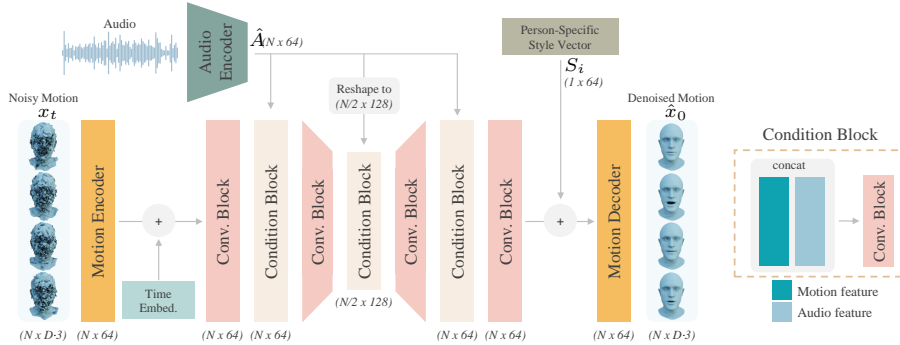 Audio
Audio
Encoder
Â(N x 64)
Person-Specific
Style Vector
S_i
(1 x 64)
Reshape to
(N/2 x 128)
Noisy Motion
x_t
Motion Encoder
+
Time
Embed.
Conv. Block
Condition Block
Conv. Block
Condition Block
(N/2 x 128)
Conv. Block
Condition Block
Conv. Block
+
Motion Decoder
Denoised Motion
x̂_0
(N x D·3)
(N x 64)
(N x 64)
(N x 64)
(N x 64)
(N x 64)
(N x 64)
(N x D·3)
Condition Block
concat
Conv. Block
Motion feature
Audio feature